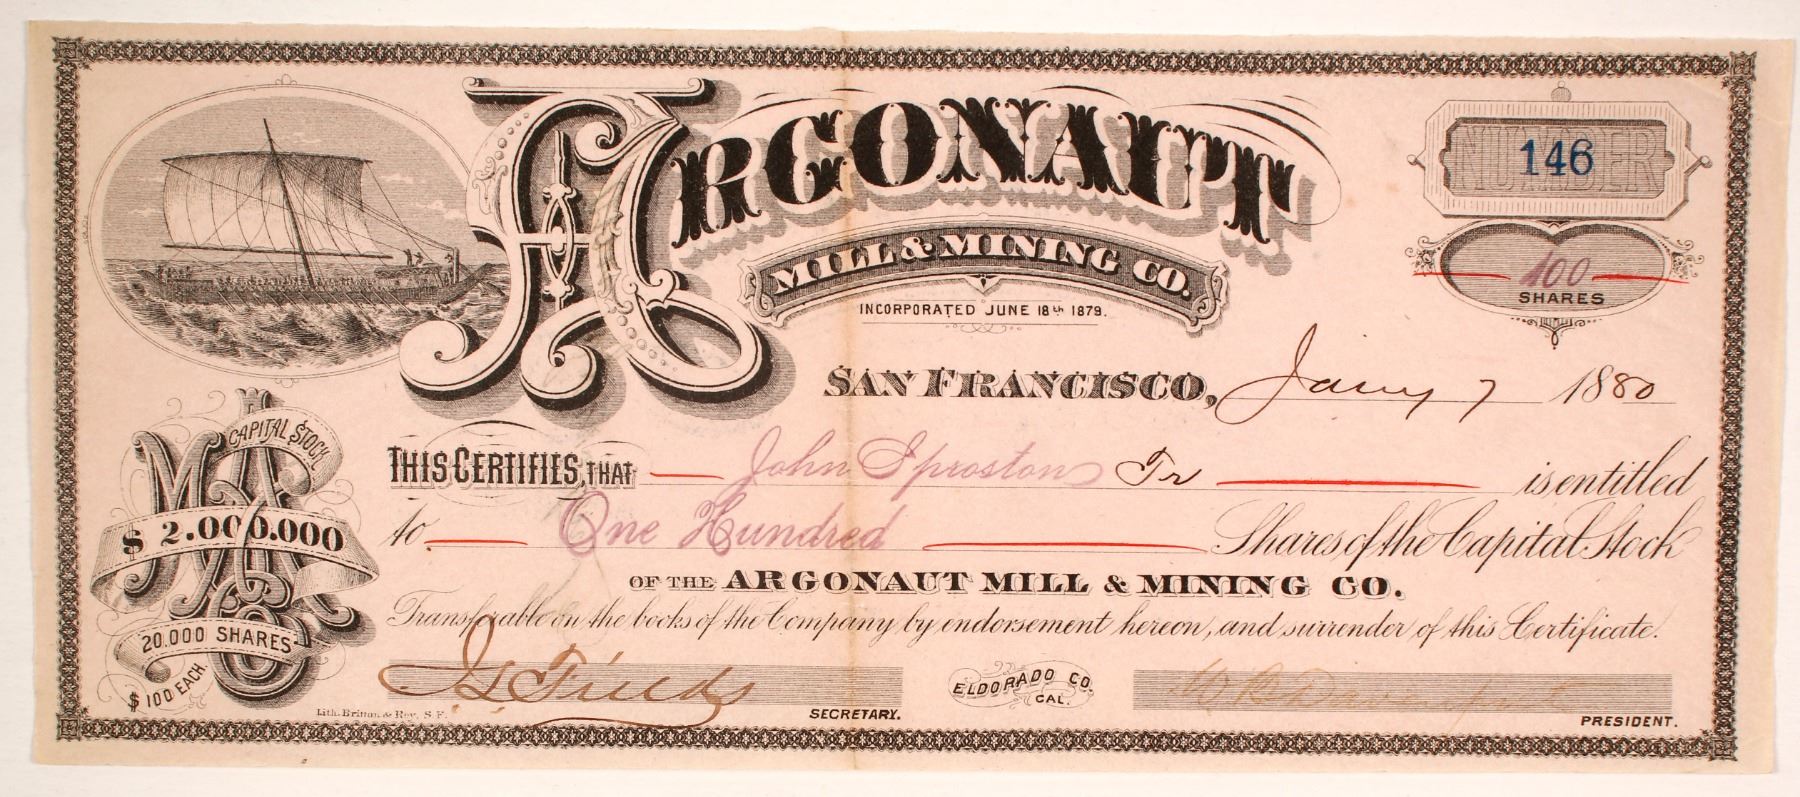 ARGONAUT
MILL & MINING CO.
INCORPORATED JUNE 18th 1879.
NUMBER
146
100
SHARES
SAN FRANCISCO, Jany 7 1880
THIS CERTIFIES, THAT John Sproston Tr is entitled
to One Hundred Shares of the Capital Stock
OF THE ARGONAUT MILL & MINING CO.
Transferable on the books of the Company by endorsement hereon, and surrender of this Certificate.
CAPITAL STOCK
$ 2.000.000
20.000 SHARES
$ 100 EACH
MA
Co
Lith. Britton & Rey, S. F.
SECRETARY.
ELDORADO CO.
CAL.
PRESIDENT.